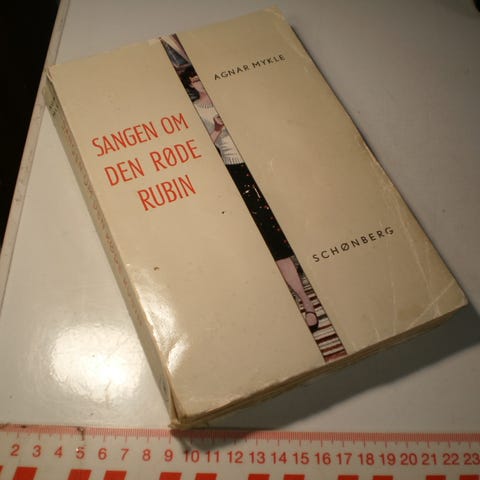 AGNAR MYKLE
SANGEN OM
DEN RØDE
RUBIN
SCHØNBERG
2 3 4 5 6 7 8 9 10 11 12 13 14 15 16 17 18 19 20 21 22 23